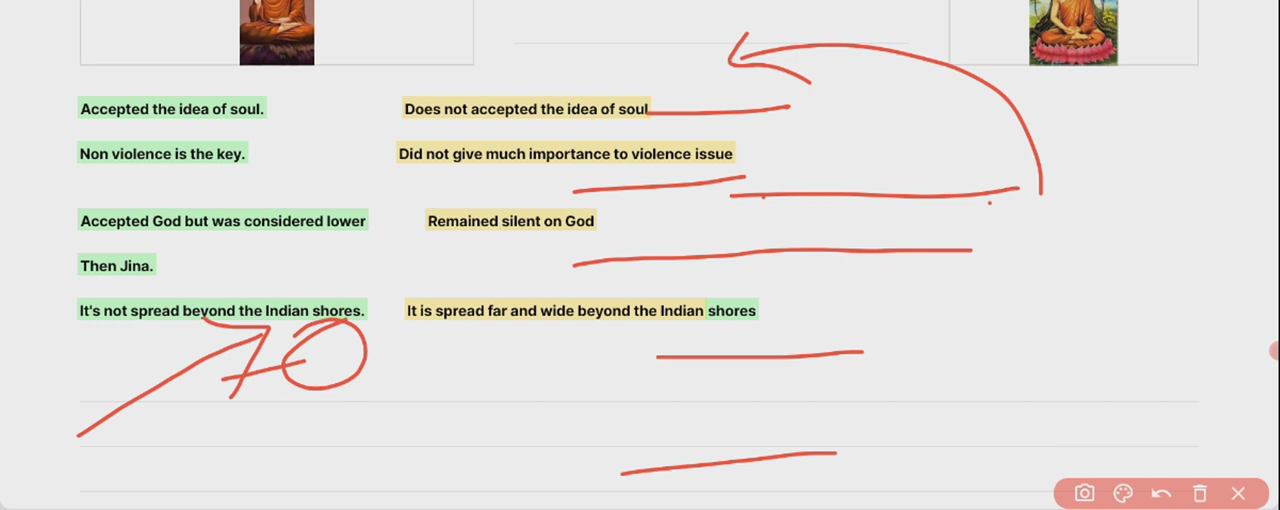 Accepted the idea of soul. Does not accepted the idea of soul
Non violence is the key. Did not give much importance to violence issue
Accepted God but was considered lower Remained silent on God
Then Jina.
It's not spread beyond the Indian shores. It is spread far and wide beyond the Indian shores
70